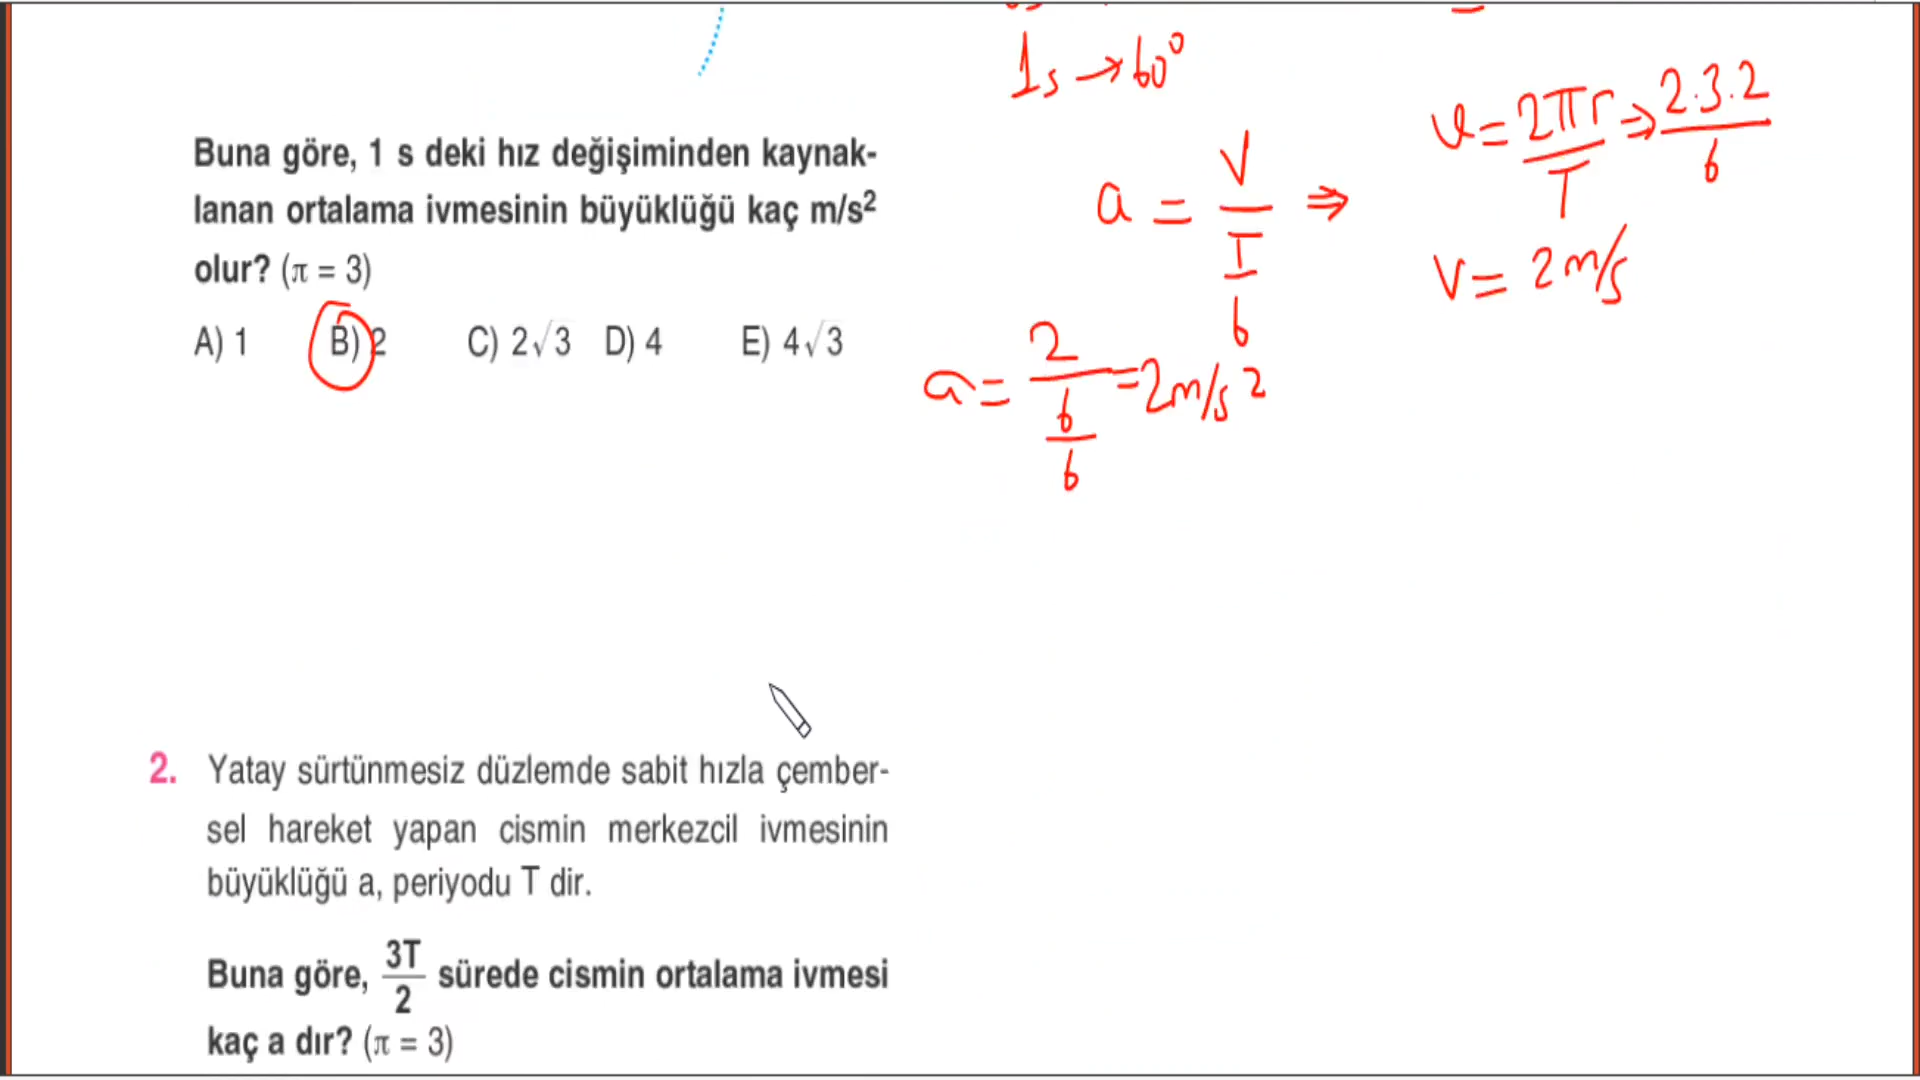 1s → 60°
Buna göre, 1 s deki hız değişiminden kaynak-
lanan ortalama ivmesinin büyüklüğü kaç m/s²
olur? (π = 3)
A) 1 B) 2 C) 2√3 D) 4 E) 4√3
a = V / T/6 ⇒
v = 2πr/T ⇒ 2.3.2/6
V = 2m/s
a = 2 / 6/6 = 2m/s²
2. Yatay sürtünmesiz düzlemde sabit hızla çember-
sel hareket yapan cismin merkezcil ivmesinin
büyüklüğü a, periyodu T dir.
Buna göre, 3T/2 sürede cismin ortalama ivmesi
kaç a dır? (π = 3)